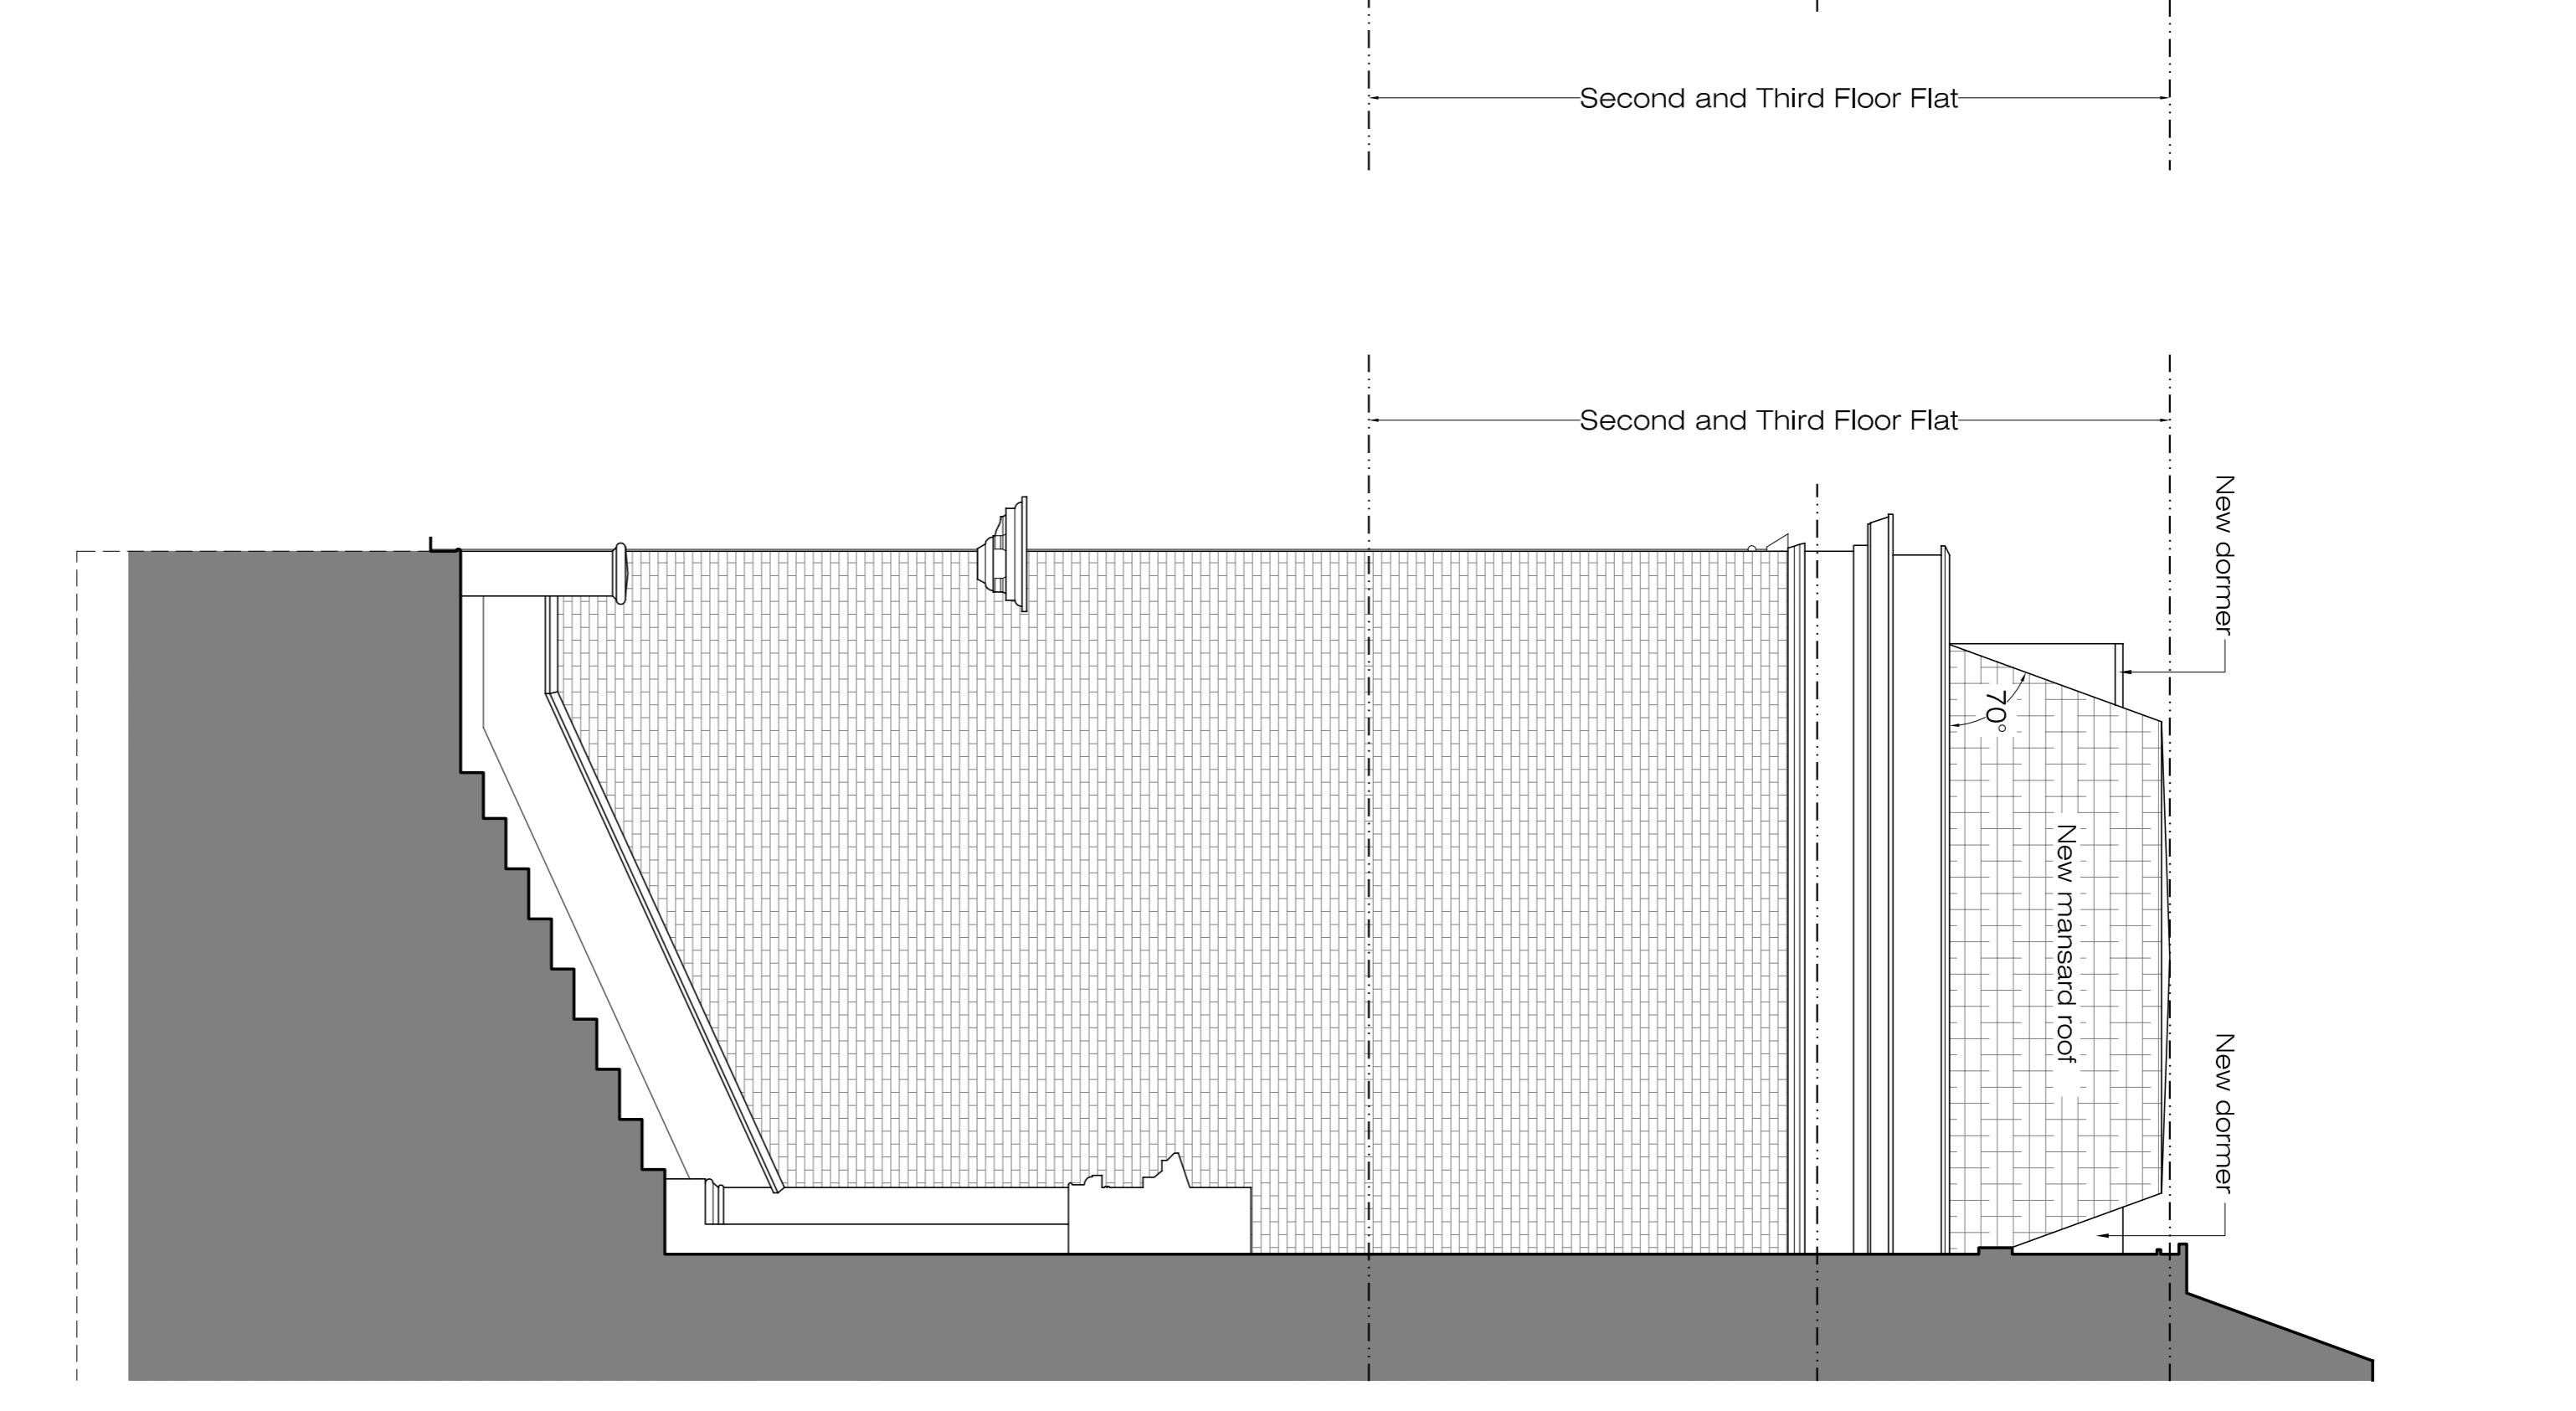 Second and Third Floor Flat
Second and Third Floor Flat
New dormer
70°
New mansard roof
New dormer